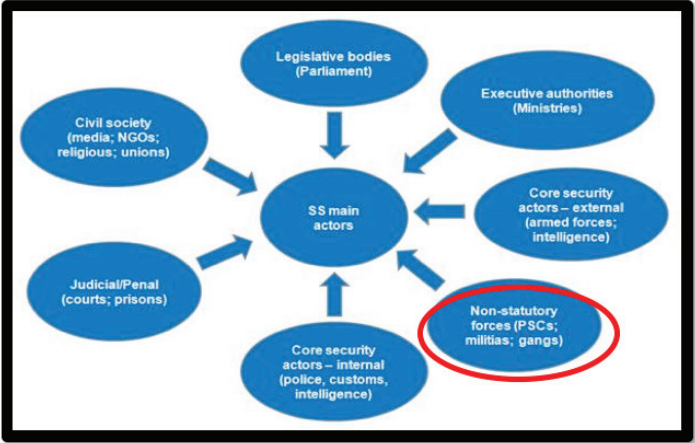 Legislative bodies
(Parliament)
Executive authorities
(Ministries)
Civil society
(media; NGOs;
religious; unions)
SS main
actors
Core security
actors – external
(armed forces;
intelligence)
Judicial/Penal
(courts; prisons)
Non-statutory
forces (PSCs;
militias; gangs)
Core security
actors – internal
(police, customs,
intelligence)